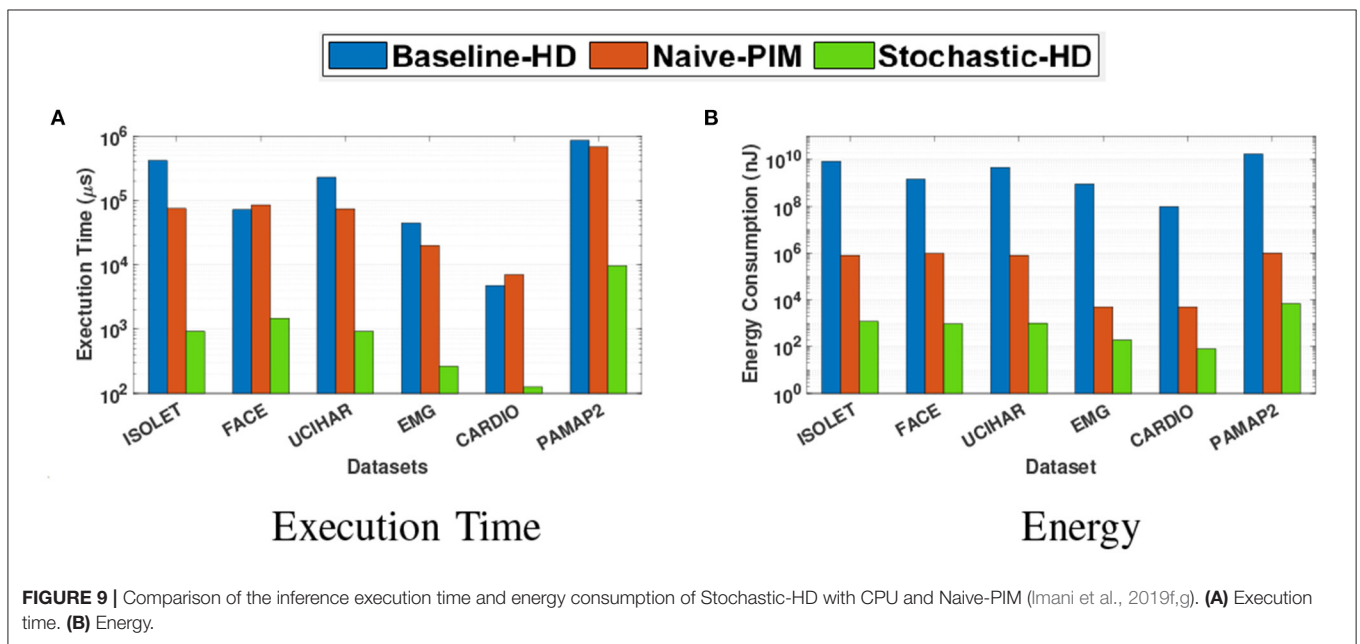 Baseline-HD Naive-PIM Stochastic-HD
A
Exectution Time (μs)
10^6
10^5
10^4
10^3
10^2
ISOLET
FACE
UCIHAR
EMG
CARDIO
PAMAP2
Datasets
Execution Time
B
Energy Consumption (nJ)
10^10
10^8
10^6
10^4
10^2
10^0
ISOLET
FACE
UCIHAR
EMG
CARDIO
PAMAP2
Dataset
Energy
FIGURE 9 | Comparison of the inference execution time and energy consumption of Stochastic-HD with CPU and Naive-PIM (Imani et al., 2019f,g). (A) Execution
time. (B) Energy.